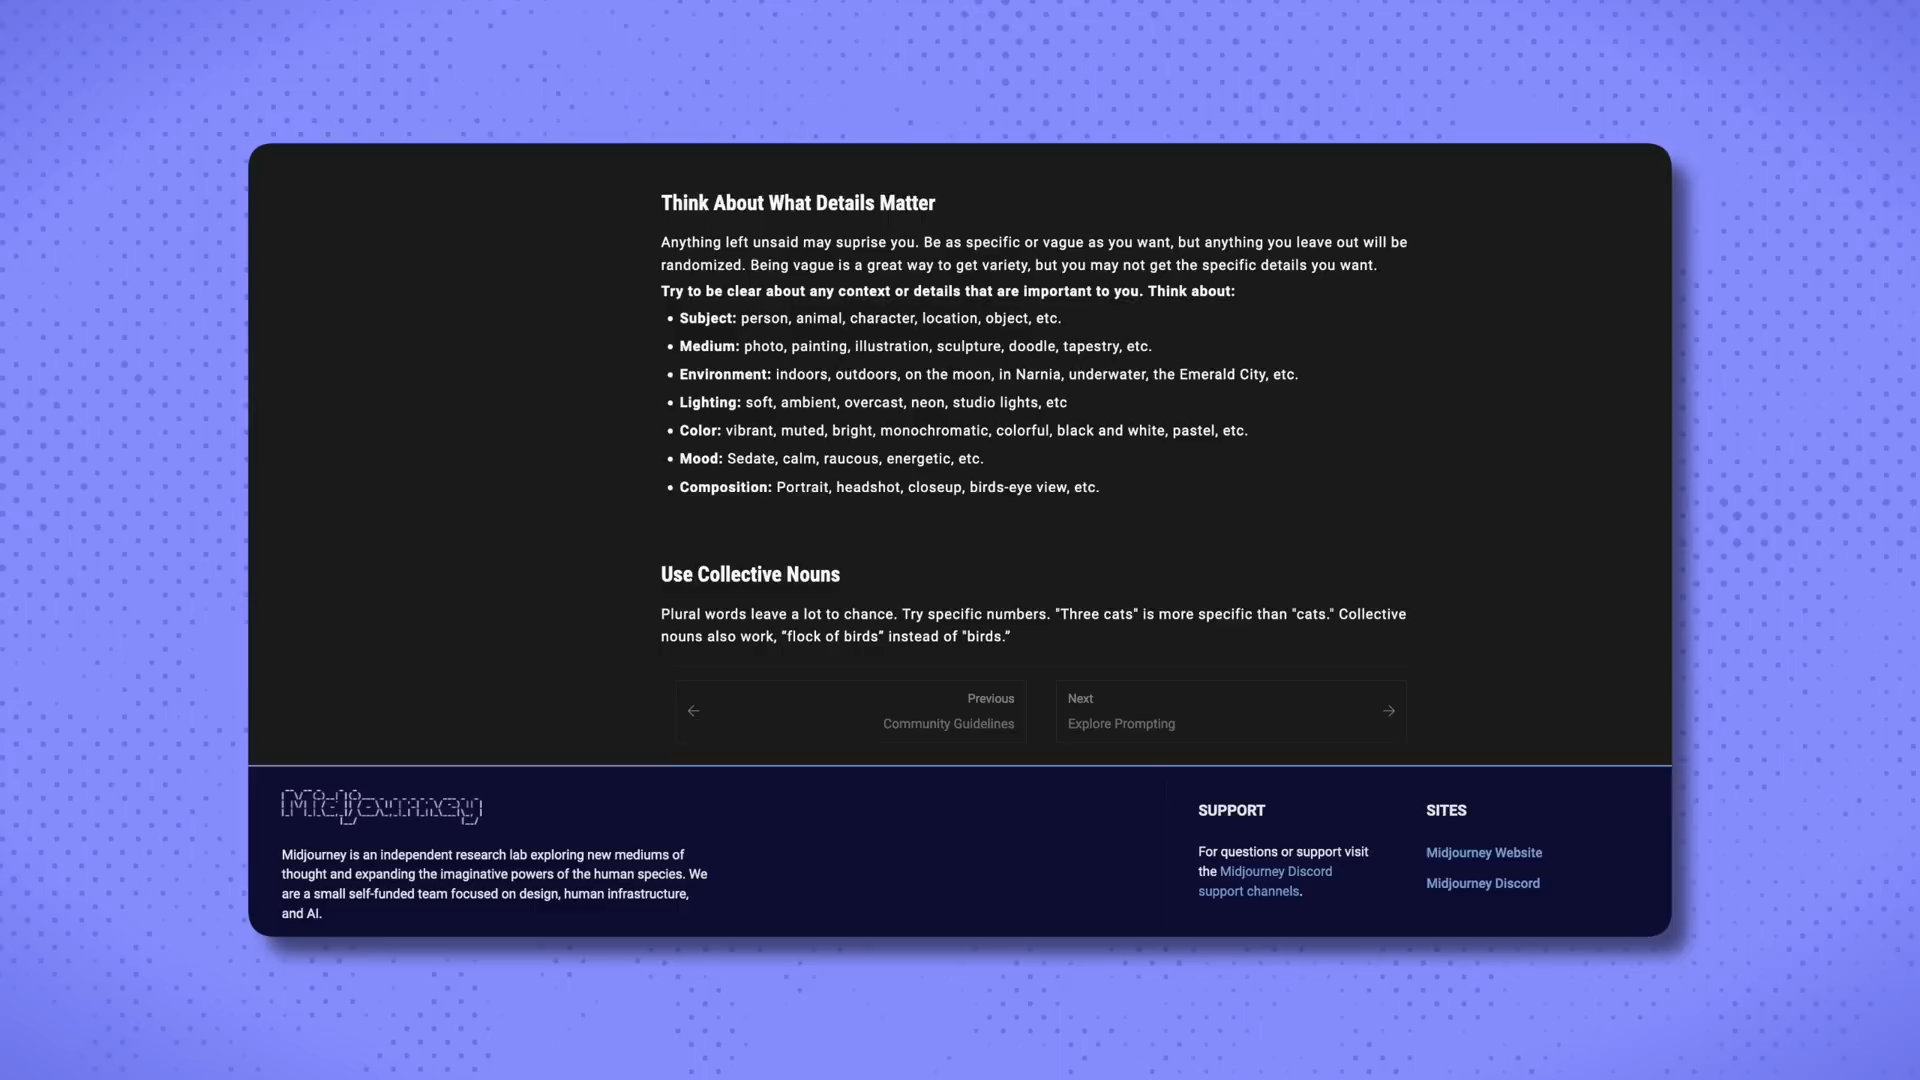 Think About What Details Matter
Anything left unsaid may suprise you. Be as specific or vague as you want, but anything you leave out will be
randomized. Being vague is a great way to get variety, but you may not get the specific details you want.
Try to be clear about any context or details that are important to you. Think about:
• Subject: person, animal, character, location, object, etc.
• Medium: photo, painting, illustration, sculpture, doodle, tapestry, etc.
• Environment: indoors, outdoors, on the moon, in Narnia, underwater, the Emerald City, etc.
• Lighting: soft, ambient, overcast, neon, studio lights, etc
• Color: vibrant, muted, bright, monochromatic, colorful, black and white, pastel, etc.
• Mood: Sedate, calm, raucous, energetic, etc.
• Composition: Portrait, headshot, closeup, birds-eye view, etc.
Use Collective Nouns
Plural words leave a lot to chance. Try specific numbers. "Three cats" is more specific than "cats." Collective
nouns also work, “flock of birds” instead of "birds.”
Previous
Community Guidelines
Next
Explore Prompting
Midjourney
Midjourney is an independent research lab exploring new mediums of
thought and expanding the imaginative powers of the human species. We
are a small self-funded team focused on design, human infrastructure,
and AI.
SUPPORT
For questions or support visit
the Midjourney Discord
support channels.
SITES
Midjourney Website
Midjourney Discord